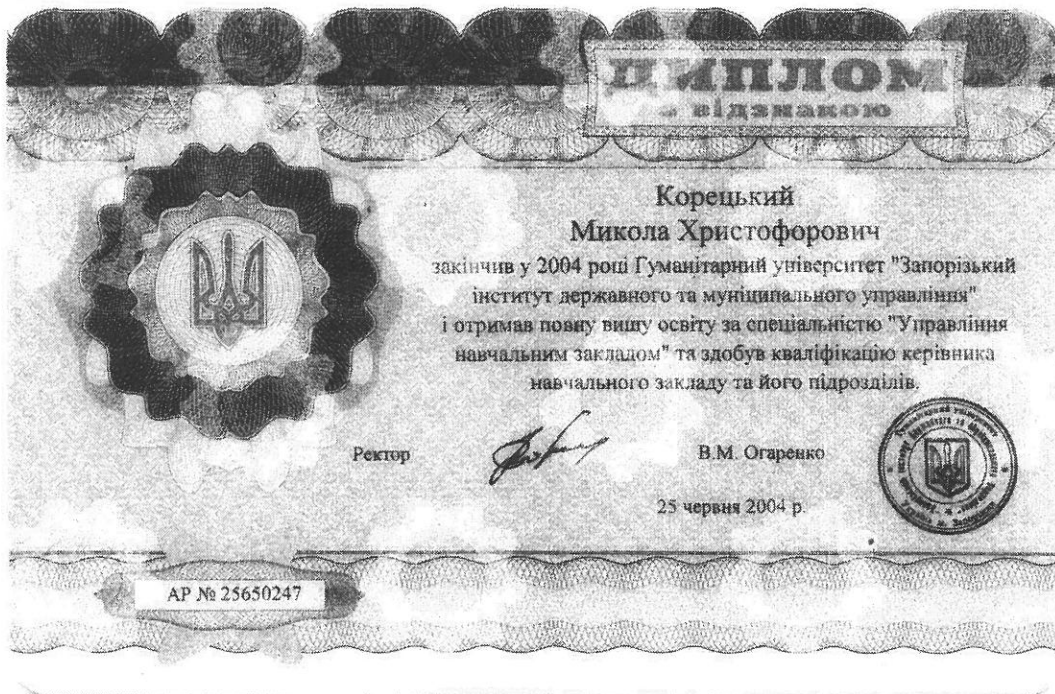 ДИПЛОМ
з відзнакою
Корецький
Микола Христофорович
закінчив у 2004 році Гуманітарний університет "Запорізький
інститут державного та муніципального управління"
і отримав повну вищу освіту за спеціальністю "Управління
навчальним закладом" та здобув кваліфікацію керівника
навчального закладу та його підрозділів.
Ректор
В.М. Огаренко
25 червня 2004 р.
АР № 25650247